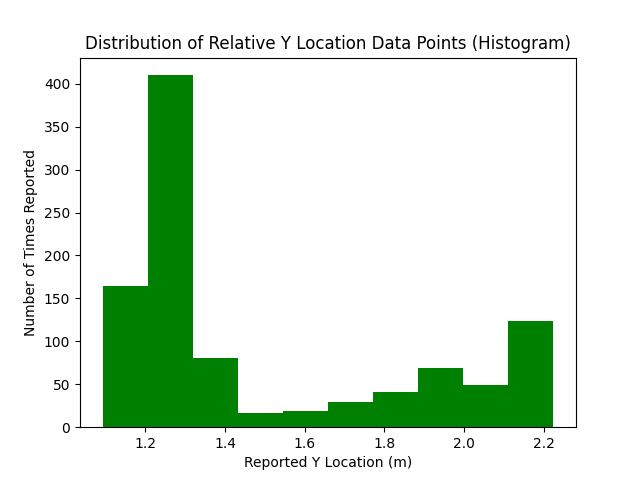 Distribution of Relative Y Location Data Points (Histogram)
Number of Times Reported
400
350
300
250
200
150
100
50
0
1.2 1.4 1.6 1.8 2.0 2.2
Reported Y Location (m)